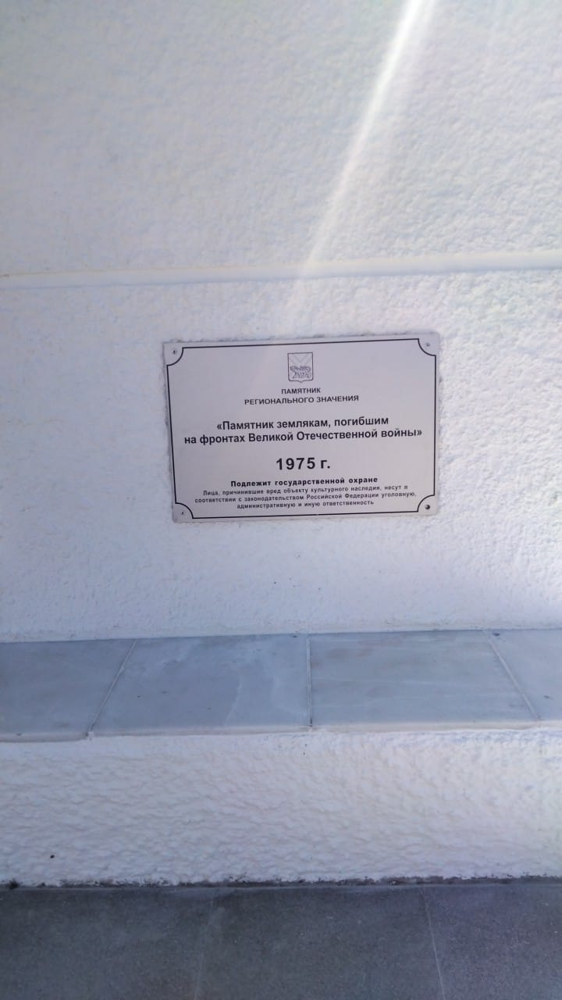 ПАМЯТНИК
РЕГИОНАЛЬНОГО ЗНАЧЕНИЯ
«Памятник землякам, погибшим
на фронтах Великой Отечественной войны»
1975 г.
Подлежит государственной охране
Лица, причинившие вред объекту культурного наследия, несут в
соответствии с законодательством Российской Федерации уголовную,
административную и иную ответственность